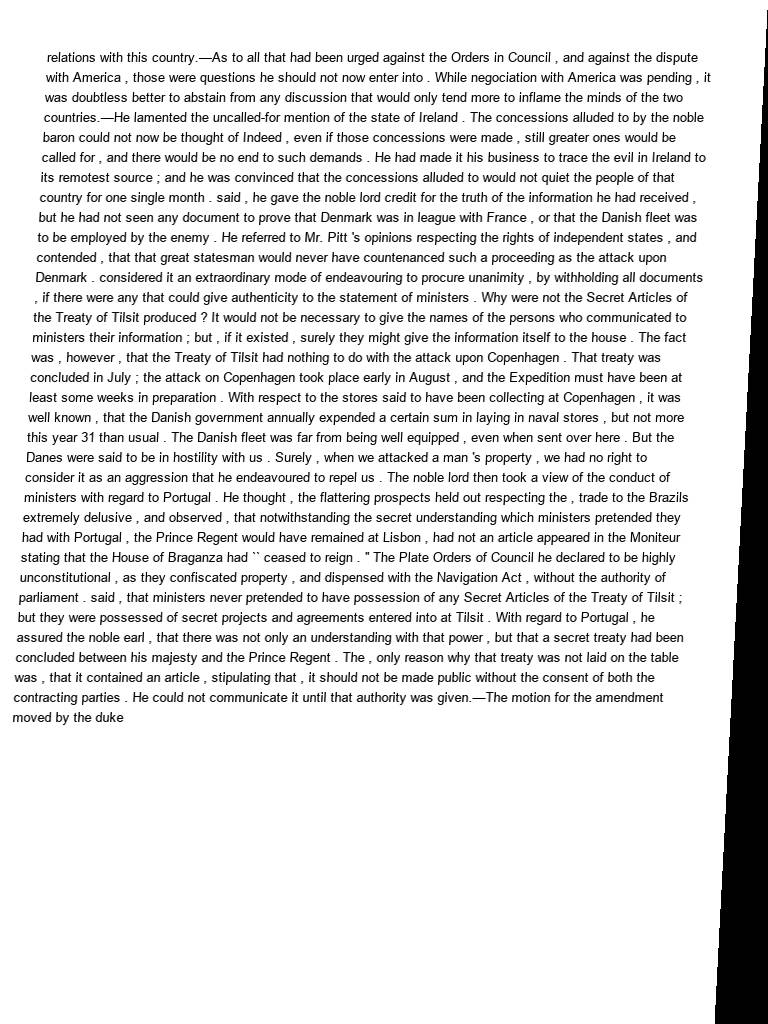 relations with this country.—As to all that had been urged against the Orders in Council , and against the dispute
with America , those were questions he should not now enter into . While negociation with America was pending , it
was doubtless better to abstain from any discussion that would only tend more to inflame the minds of the two
countries.—He lamented the uncalled-for mention of the state of Ireland . The concessions alluded to by the noble
baron could not now be thought of Indeed , even if those concessions were made , still greater ones would be
called for , and there would be no end to such demands . He had made it his business to trace the evil in Ireland to
its remotest source ; and he was convinced that the concessions alluded to would not quiet the people of that
country for one single month . said , he gave the noble lord credit for the truth of the information he had received ,
but he had not seen any document to prove that Denmark was in league with France , or that the Danish fleet was
to be employed by the enemy . He referred to Mr. Pitt 's opinions respecting the rights of independent states , and
contended , that that great statesman would never have countenanced such a proceeding as the attack upon
Denmark . considered it an extraordinary mode of endeavouring to procure unanimity , by withholding all documents
, if there were any that could give authenticity to the statement of ministers . Why were not the Secret Articles of
the Treaty of Tilsit produced ? It would not be necessary to give the names of the persons who communicated to
ministers their information ; but , if it existed , surely they might give the information itself to the house . The fact
was , however , that the Treaty of Tilsit had nothing to do with the attack upon Copenhagen . That treaty was
concluded in July ; the attack on Copenhagen took place early in August , and the Expedition must have been at
least some weeks in preparation . With respect to the stores said to have been collecting at Copenhagen , it was
well known , that the Danish government annually expended a certain sum in laying in naval stores , but not more
this year 31 than usual . The Danish fleet was far from being well equipped , even when sent over here . But the
Danes were said to be in hostility with us . Surely , when we attacked a man 's property , we had no right to
consider it as an aggression that he endeavoured to repel us . The noble lord then took a view of the conduct of
ministers with regard to Portugal . He thought , the flattering prospects held out respecting the , trade to the Brazils
extremely delusive , and observed , that notwithstanding the secret understanding which ministers pretended they
had with Portugal , the Prince Regent would have remained at Lisbon , had not an article appeared in the Moniteur
stating that the House of Braganza had `` ceased to reign . " The Plate Orders of Council he declared to be highly
unconstitutional , as they confiscated property , and dispensed with the Navigation Act , without the authority of
parliament . said , that ministers never pretended to have possession of any Secret Articles of the Treaty of Tilsit ;
but they were possessed of secret projects and agreements entered into at Tilsit . With regard to Portugal , he
assured the noble earl , that there was not only an understanding with that power , but that a secret treaty had been
concluded between his majesty and the Prince Regent . The , only reason why that treaty was not laid on the table
was , that it contained an article , stipulating that , it should not be made public without the consent of both the
contracting parties . He could not communicate it until that authority was given.—The motion for the amendment
moved by the duke